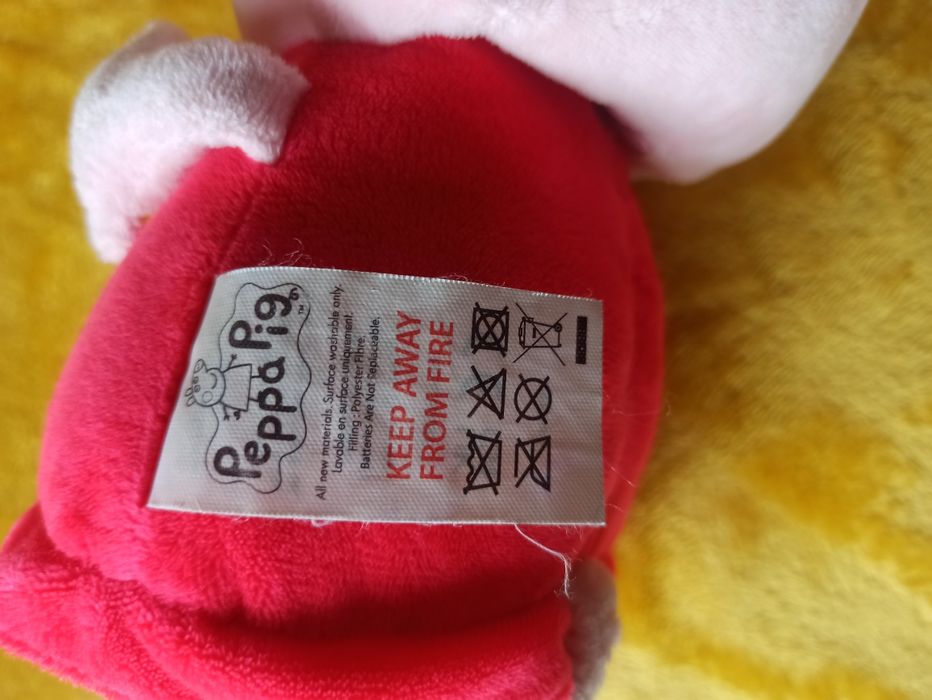 Peppa Pig™
All new materials. Surface washable only.
Lavable en surface uniquement.
Filling : Polyester Fibre.
Batteries Are Not Replaceable.
KEEP AWAY
FROM FIRE